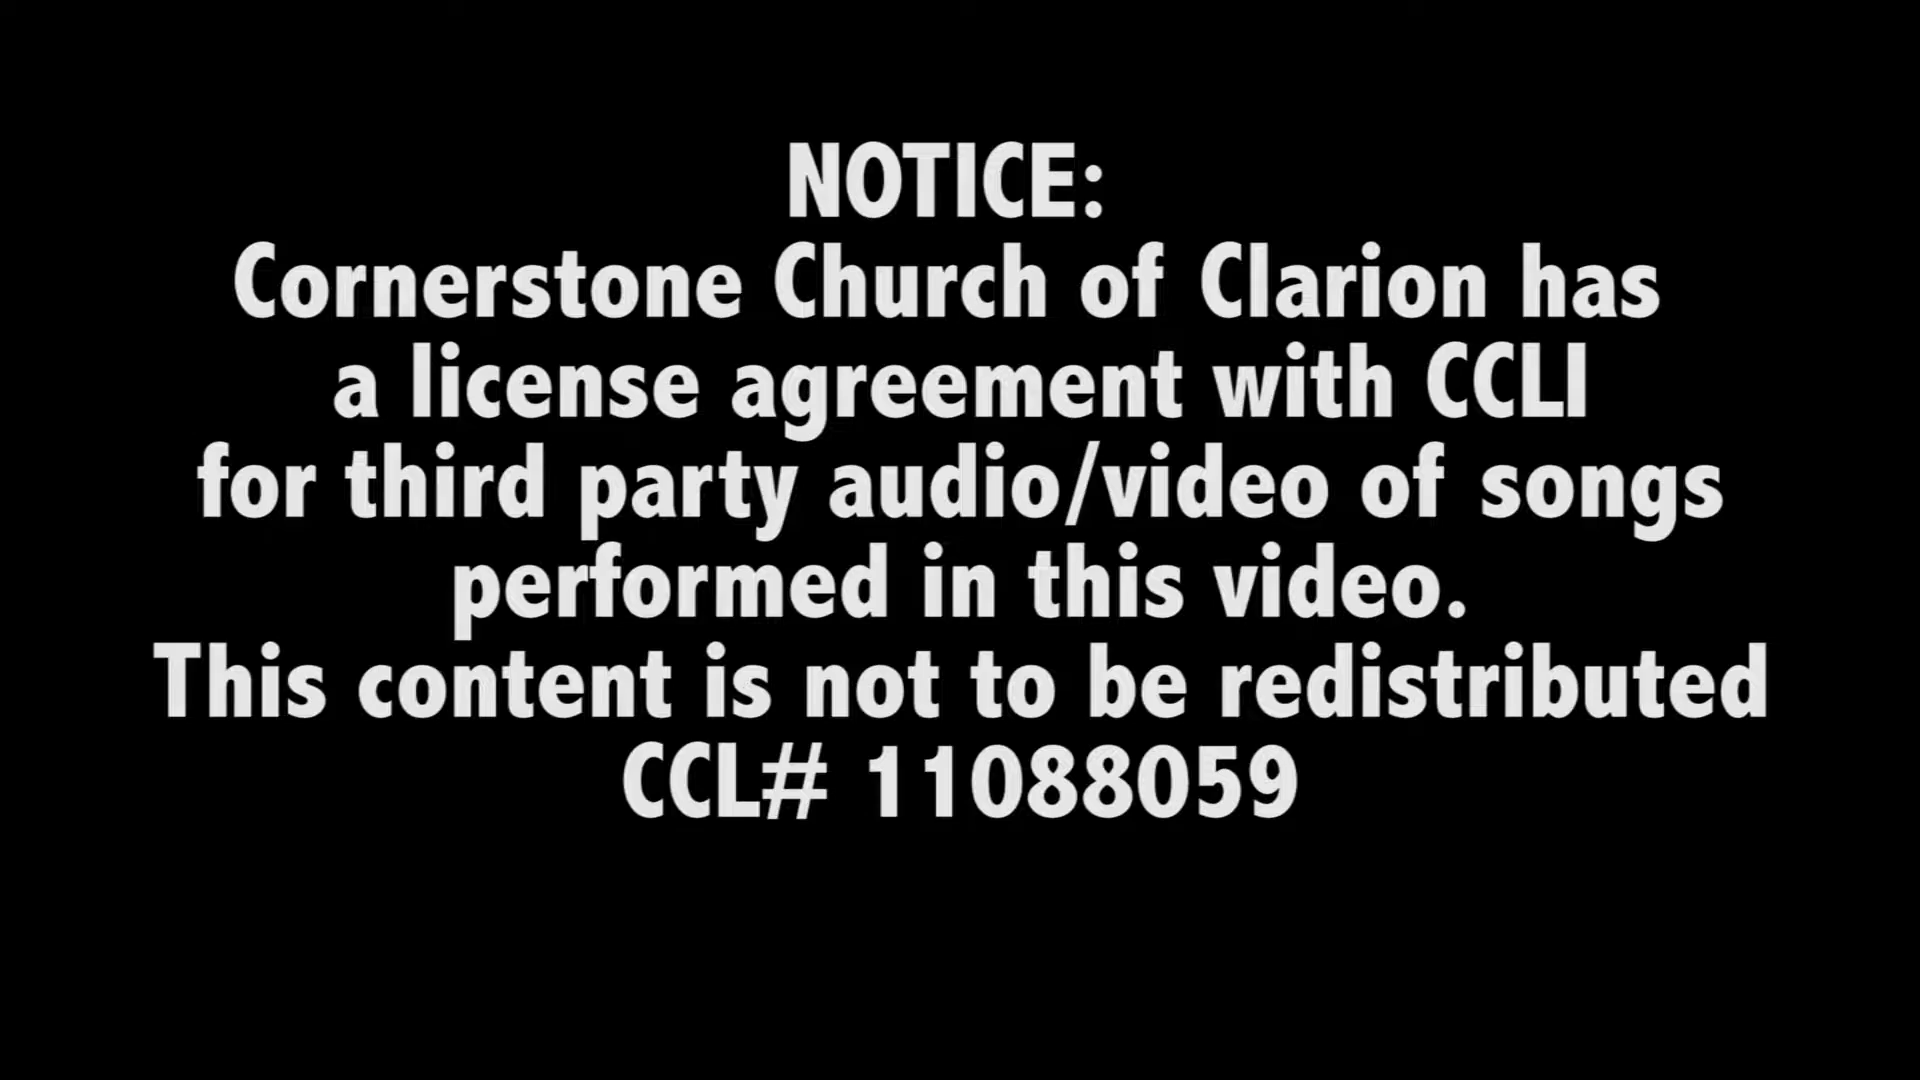 NOTICE:
Cornerstone Church of Clarion has
a license agreement with CCLI
for third party audio/video of songs
performed in this video.
This content is not to be redistributed
CCL# 11088059